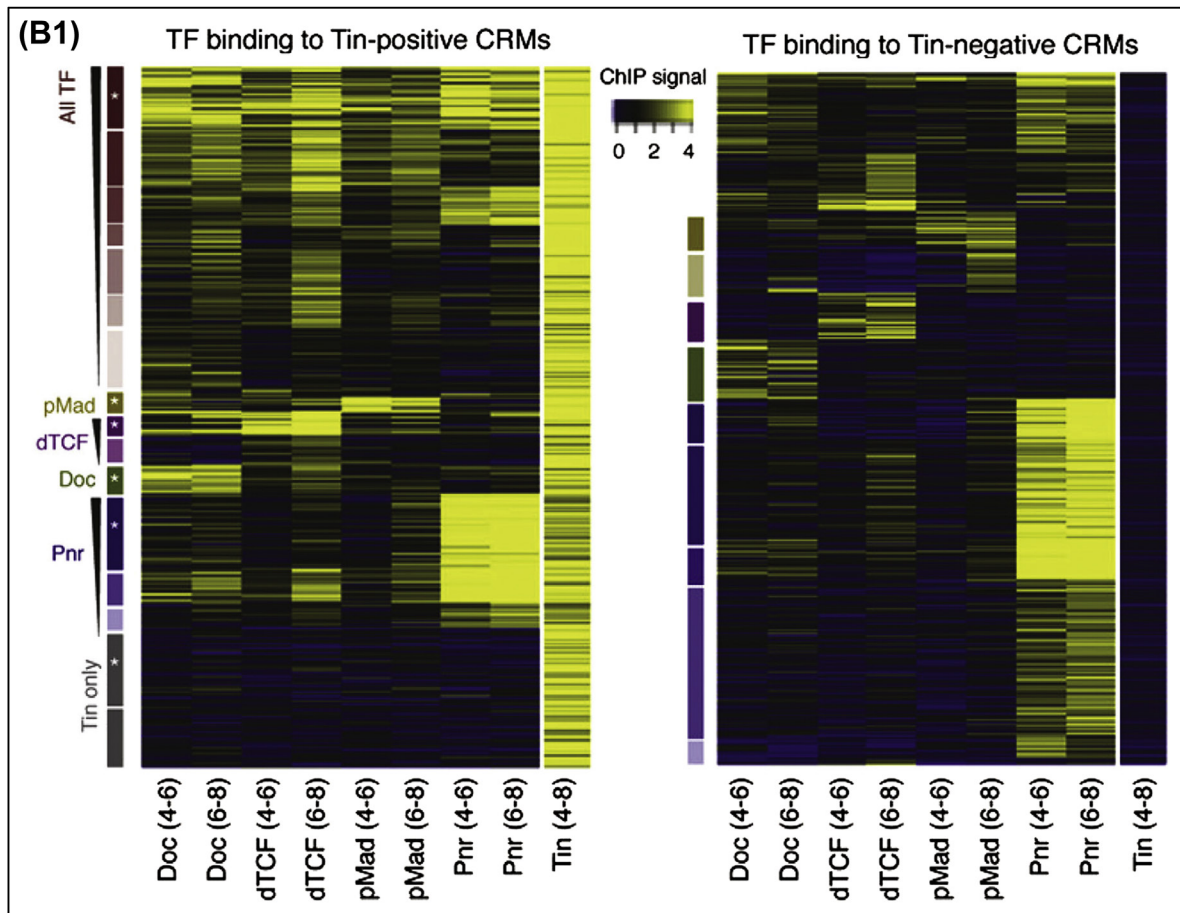 (B1)
TF binding to Tin-positive CRMs
TF binding to Tin-negative CRMs
ChIP signal
0 2 4
All TF
pMad
dTCF
Doc
Pnr
Tin only
Doc (4-6)
Doc (6-8)
dTCF (4-6)
dTCF (6-8)
pMad (4-6)
pMad (6-8)
Pnr (4-6)
Pnr (6-8)
Tin (4-8)
Doc (4-6)
Doc (6-8)
dTCF (4-6)
dTCF (6-8)
pMad (4-6)
pMad (6-8)
Pnr (4-6)
Pnr (6-8)
Tin (4-8)